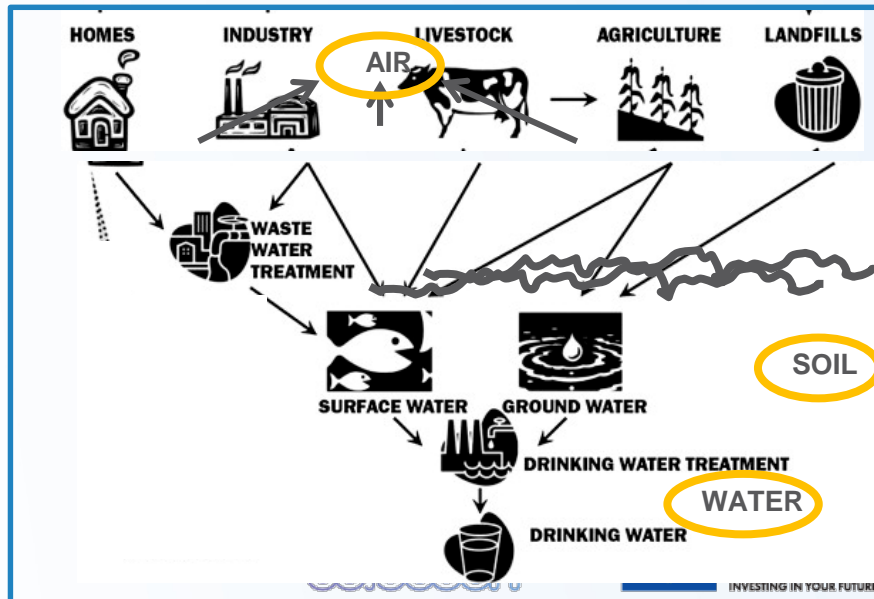 HOMES INDUSTRY LIVESTOCK AGRICULTURE LANDFILLS
AIR
WASTE
WATER
TREATMENT
SOIL
SURFACE WATER GROUND WATER
DRINKING WATER TREATMENT
WATER
DRINKING WATER
INVESTING IN YOUR FUTURE